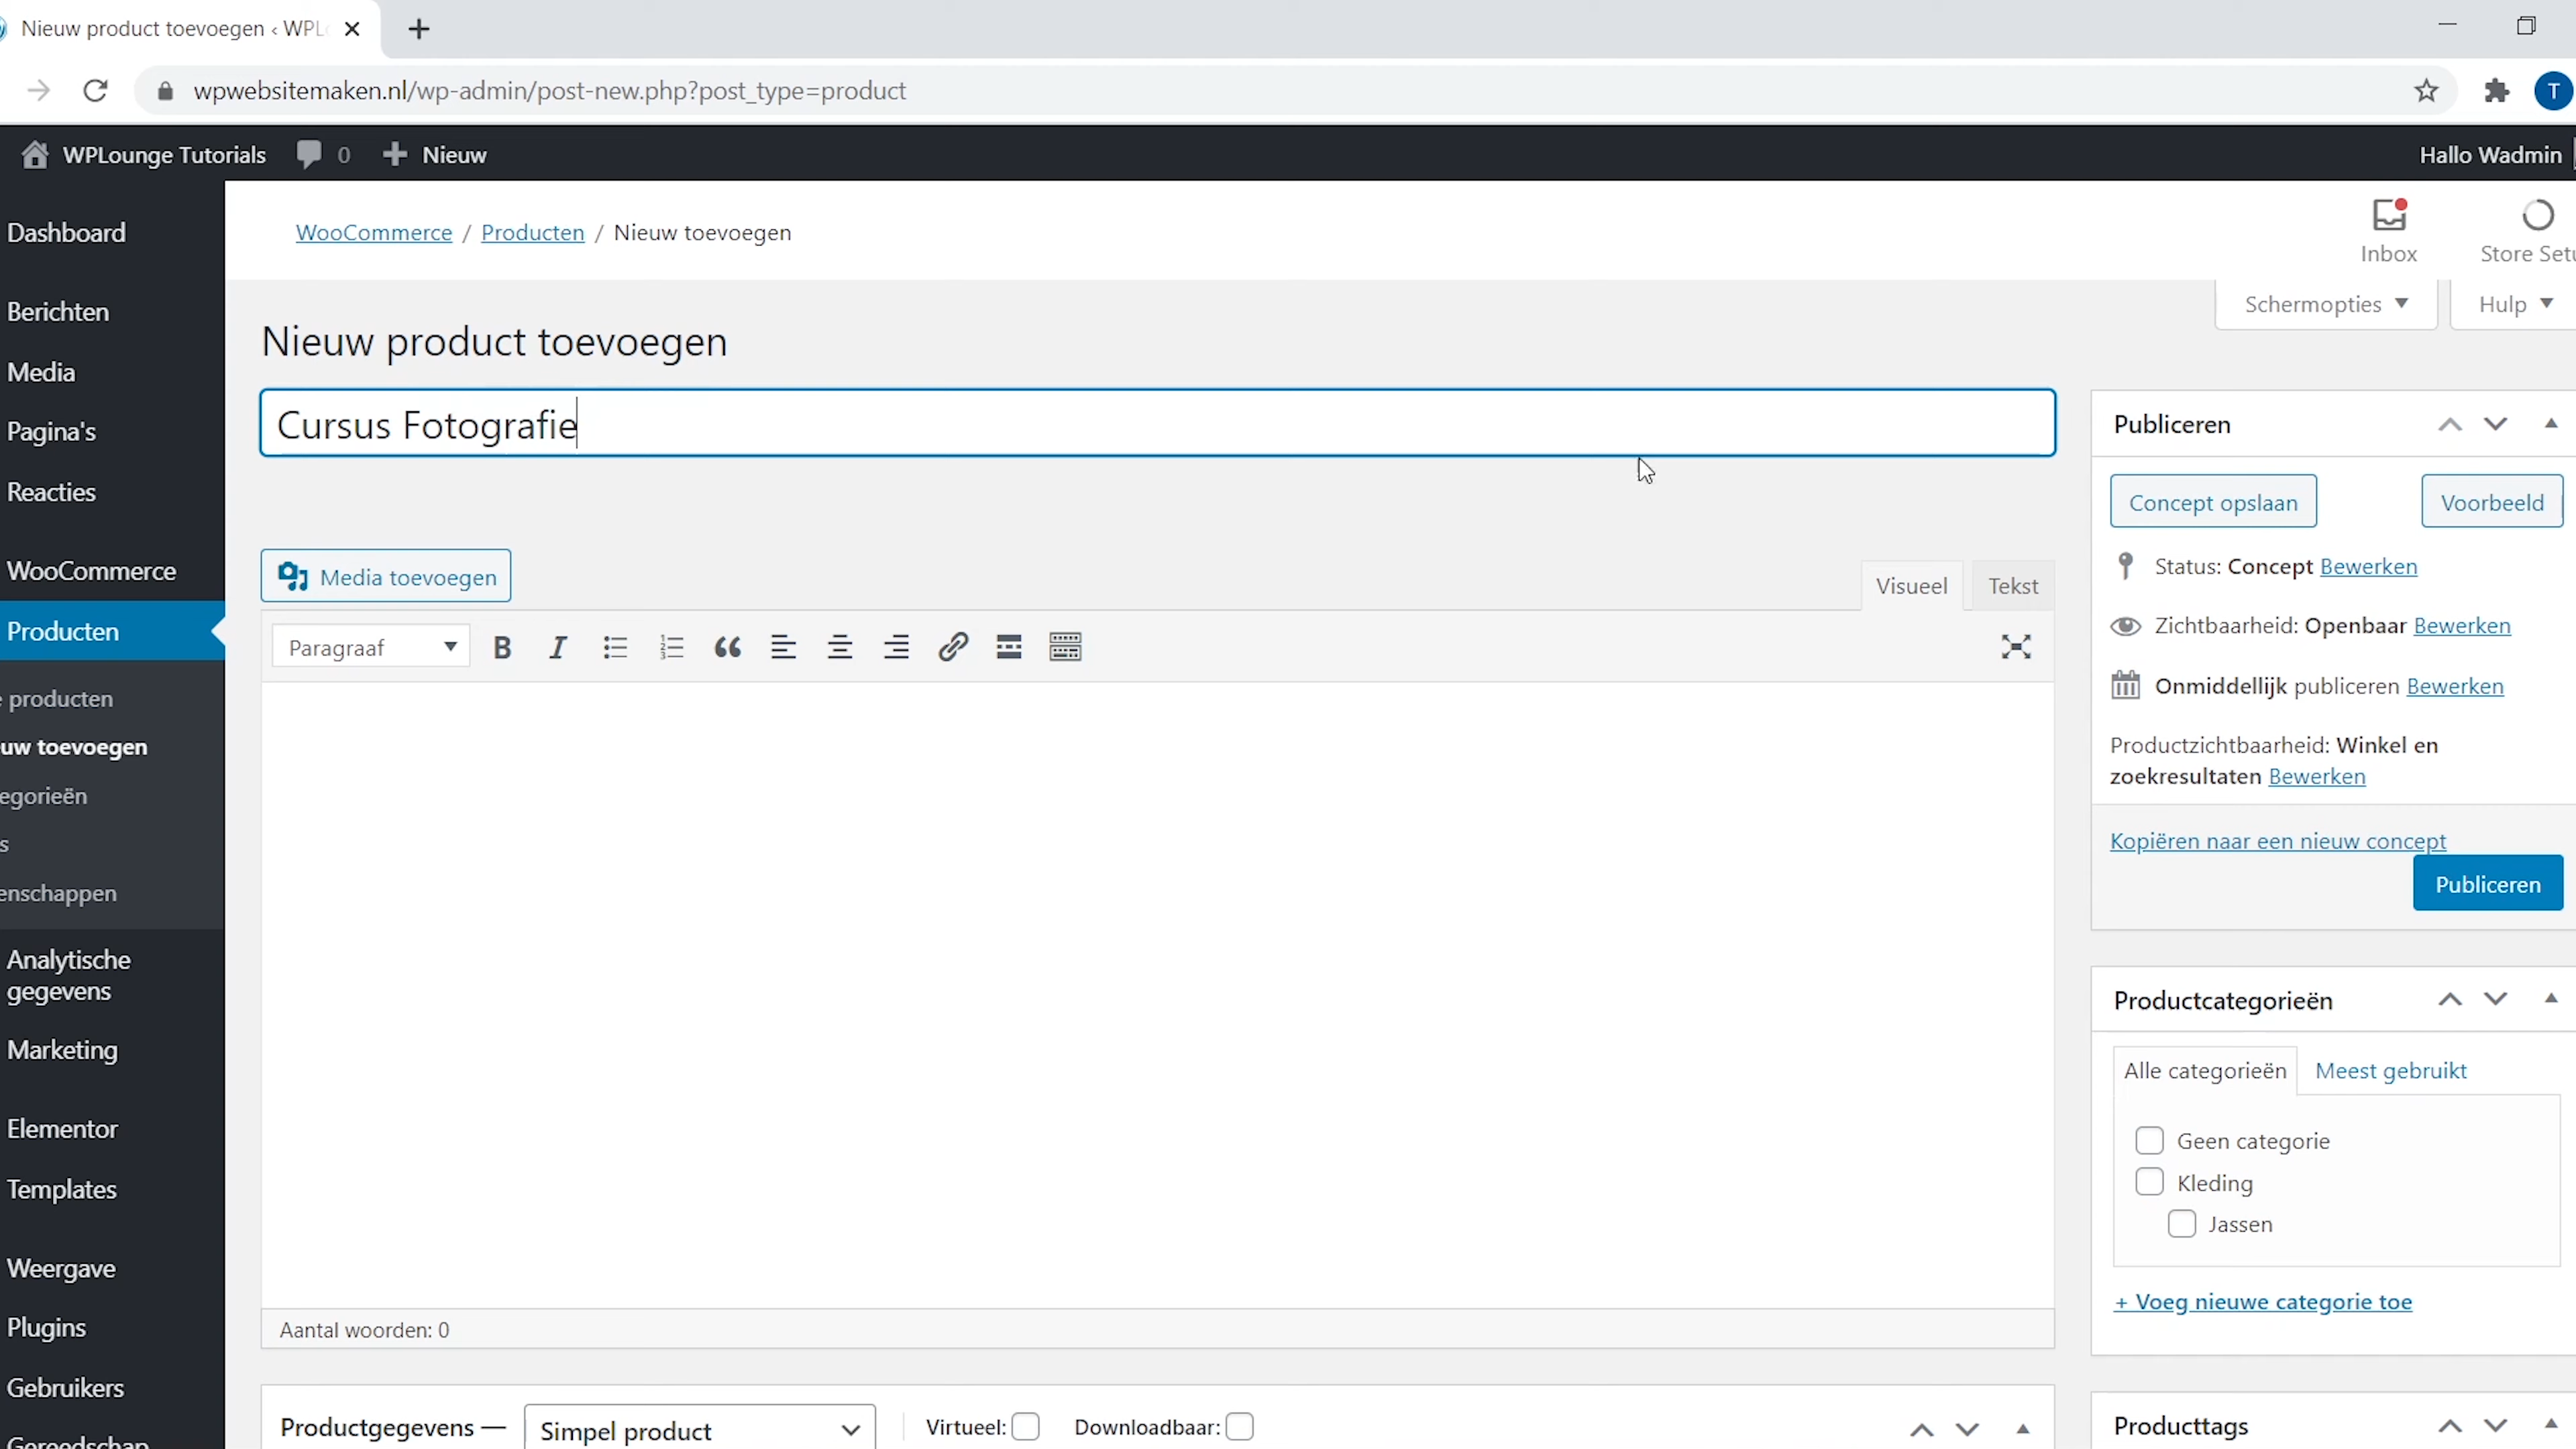 Nieuw product toevoegen ‹ WPL
wpwebsitemaken.nl/wp-admin/post-new.php?post_type=product
T
WPLounge Tutorials 0 Nieuw
Hallo Wadmin
Dashboard
Berichten
Media
Pagina's
Reacties
WooCommerce
Producten
producten
uw toevoegen
egorieën
s
enschappen
Analytische
gegevens
Marketing
Elementor
Templates
Weergave
Plugins
Gebruikers
WooCommerce / Producten / Nieuw toevoegen
Inbox
Store Setu
Schermopties
Hulp
Nieuw product toevoegen
Cursus Fotografie
Media toevoegen
Visueel
Tekst
Paragraaf
Aantal woorden: 0
Productgegevens — Simpel product Virtueel: Downloadbaar:
Publiceren
Concept opslaan
Voorbeeld
Status: Concept Bewerken
Zichtbaarheid: Openbaar Bewerken
Onmiddellijk publiceren Bewerken
Productzichtbaarheid: Winkel en
zoekresultaten Bewerken
Kopiëren naar een nieuw concept
Publiceren
Productcategorieën
Alle categorieën
Meest gebruikt
Geen categorie
Kleding
Jassen
+ Voeg nieuwe categorie toe
Producttags